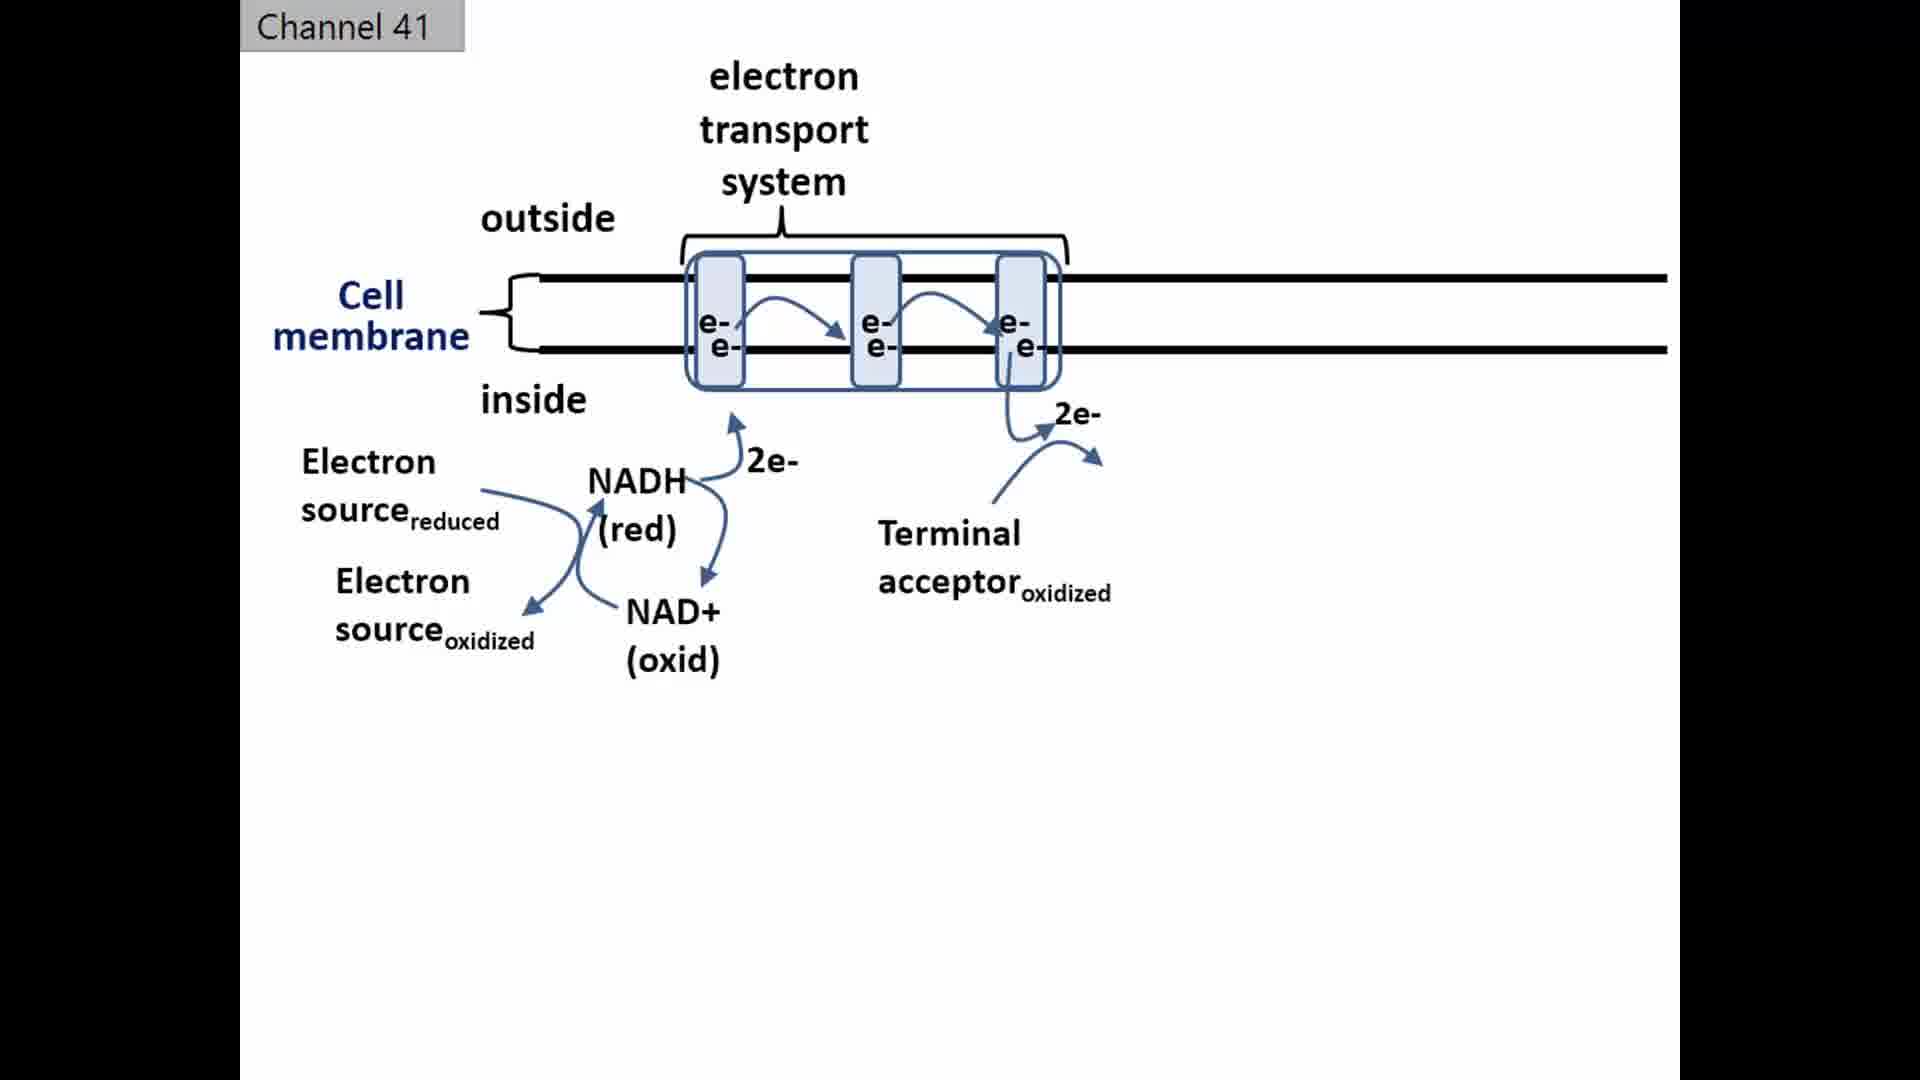 Channel 41
electron
transport
system
outside
Cell
membrane
e- e- e-
e- e- e-
inside
2e-
Electron
source reduced
NADH
(red)
2e-
Terminal
acceptor oxidized
Electron
source oxidized
NAD+
(oxid)